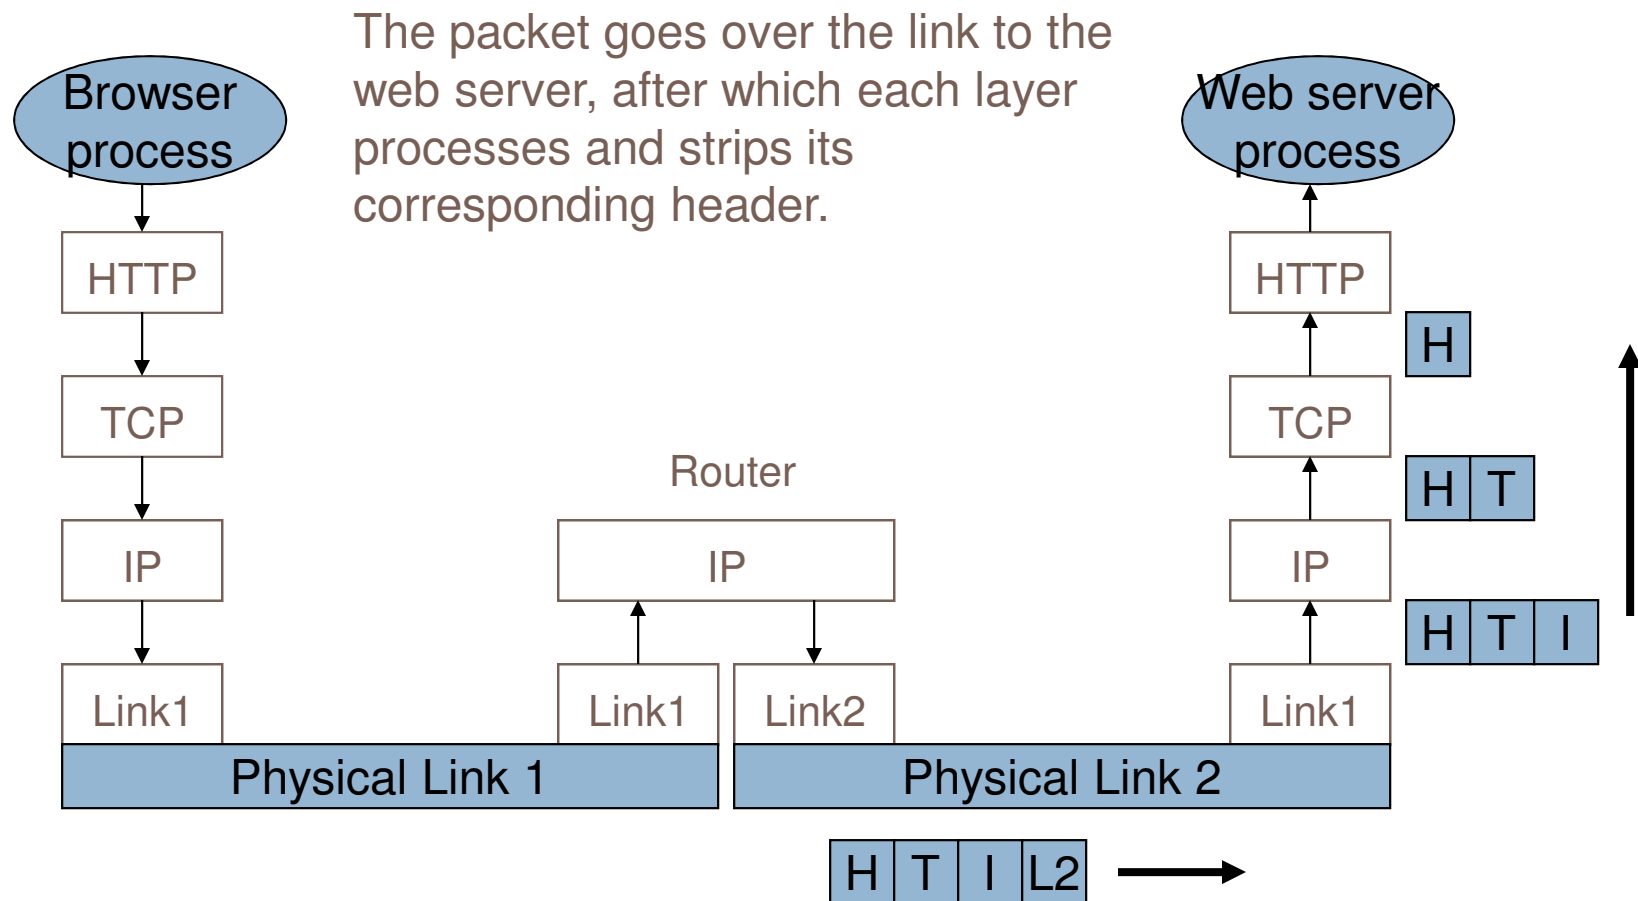 The packet goes over the link to the
web server, after which each layer
processes and strips its
corresponding header.
Browser
process
HTTP
TCP
IP
Link1
Physical Link 1
Router
IP
Link1
Link2
Physical Link 2
Web server
process
HTTP
H
TCP
H T
IP
H T I
Link1
H T I L2